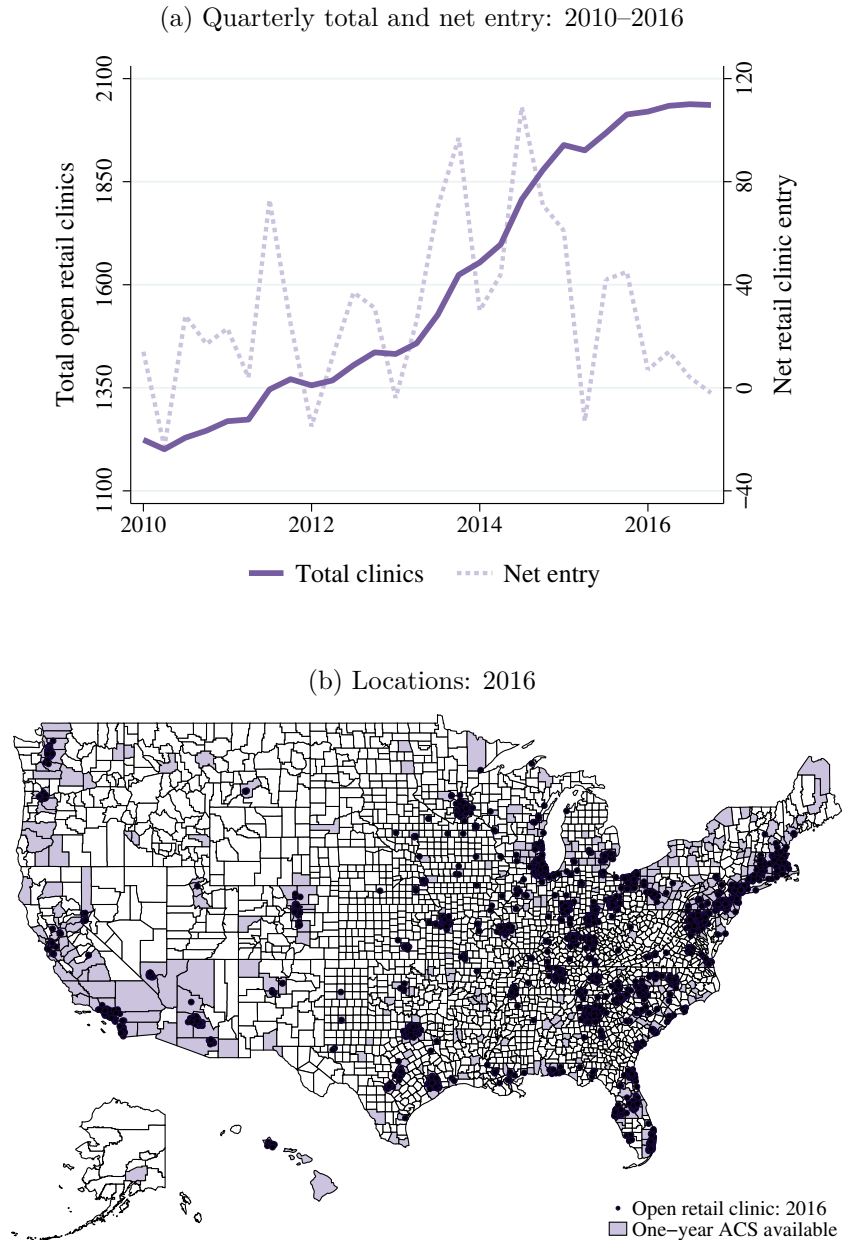 (a) Quarterly total and net entry: 2010–2016
Total open retail clinics
2100
1850
1600
1350
1100
120
80
40
0
−40
Net retail clinic entry
2010
2012
2014
2016
Total clinics
Net entry
(b) Locations: 2016
Open retail clinic: 2016
One−year ACS available